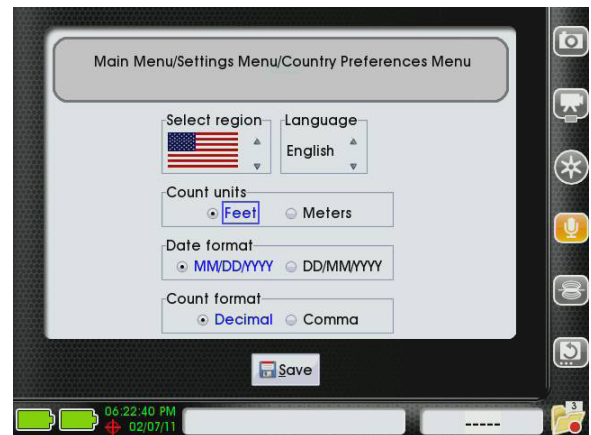 Main Menu/Settings Menu/Country Preferences Menu
Select region Language
English
Count units
Feet Meters
Date format
MM/DD/YYYY DD/MM/YYYY
Count format
Decimal Comma
Save
3
06:22:40 PM
02/07/11
-----